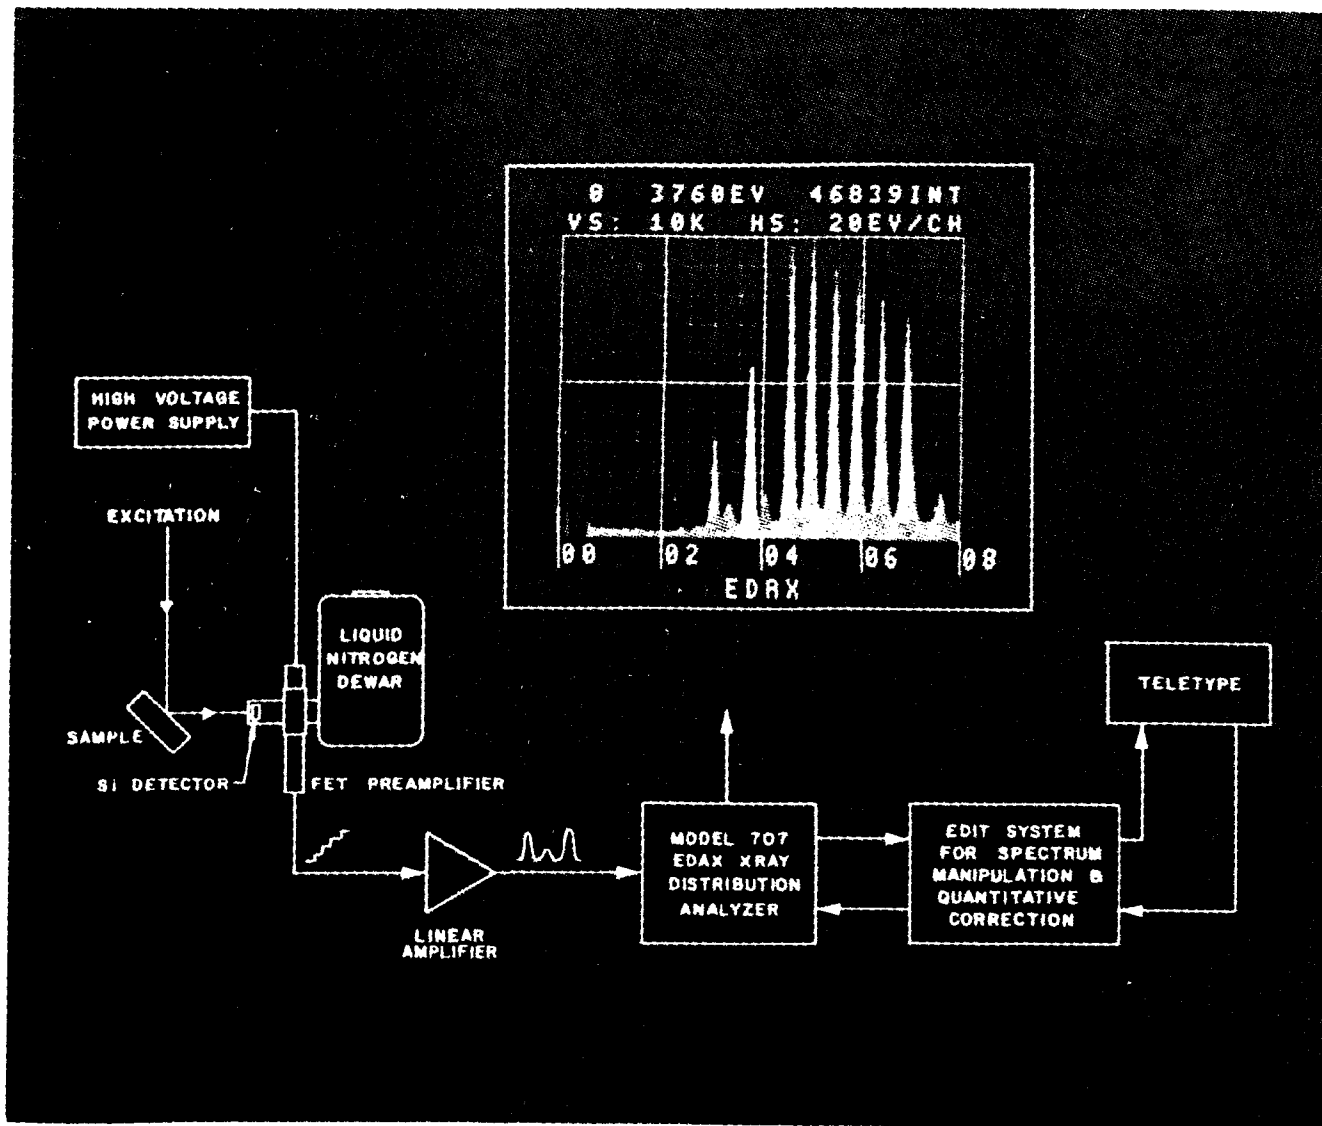 0 3760EV 46839INT
VS: 10K HS: 20EV/CH
00 02 04 06 08
EDAX
HIGH VOLTAGE
POWER SUPPLY
EXCITATION
LIQUID
NITROGEN
DEWAR
SAMPLE
Si DETECTOR
FET PREAMPLIFIER
LINEAR
AMPLIFIER
MODEL 707
EDAX XRAY
DISTRIBUTION
ANALYZER
EDIT SYSTEM
FOR SPECTRUM
MANIPULATION &
QUANTITATIVE
CORRECTION
TELETYPE